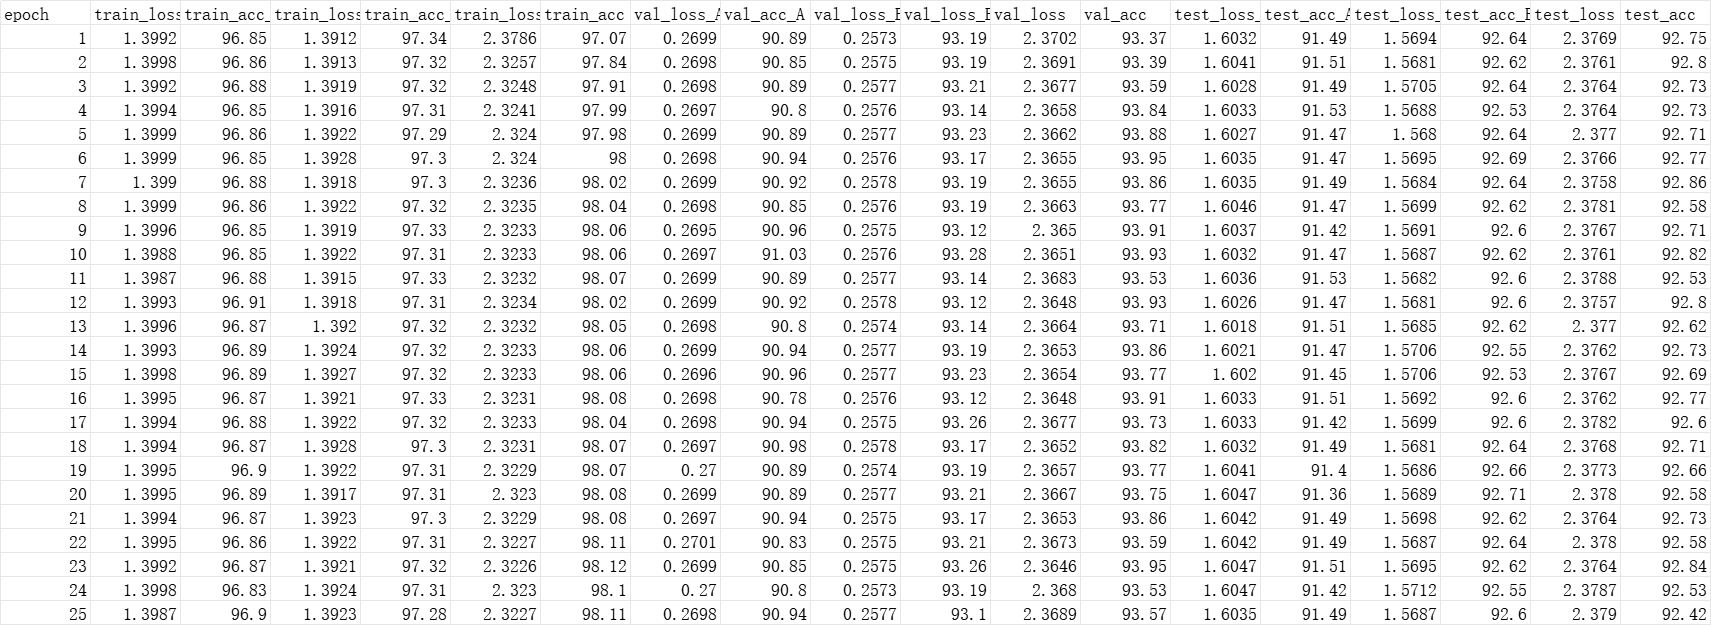 epoch train_loss train_acc_ train_loss train_acc_ train_loss train_acc val_loss_A val_acc_A val_loss_B val_loss_B val_loss val_acc test_loss_ test_acc_A test_loss_ test_acc_B test_loss test_acc
1 1.3992 96.85 1.3912 97.34 2.3786 97.07 0.2699 90.89 0.2573 93.19 2.3702 93.37 1.6032 91.49 1.5694 92.64 2.3769 92.75
2 1.3998 96.86 1.3913 97.32 2.3257 97.84 0.2698 90.85 0.2575 93.19 2.3691 93.39 1.6041 91.51 1.5681 92.62 2.3761 92.8
3 1.3992 96.88 1.3919 97.32 2.3248 97.91 0.2698 90.89 0.2577 93.21 2.3677 93.59 1.6028 91.49 1.5705 92.64 2.3764 92.73
4 1.3994 96.85 1.3916 97.31 2.3241 97.99 0.2697 90.8 0.2576 93.14 2.3658 93.84 1.6033 91.53 1.5688 92.53 2.3764 92.73
5 1.3999 96.86 1.3922 97.29 2.324 97.98 0.2699 90.89 0.2577 93.23 2.3662 93.88 1.6027 91.47 1.568 92.64 2.377 92.71
6 1.3999 96.85 1.3928 97.3 2.324 98 0.2698 90.94 0.2576 93.17 2.3655 93.95 1.6035 91.47 1.5695 92.69 2.3766 92.77
7 1.399 96.88 1.3918 97.3 2.3236 98.02 0.2699 90.92 0.2578 93.19 2.3655 93.86 1.6035 91.49 1.5684 92.64 2.3758 92.86
8 1.3999 96.86 1.3922 97.32 2.3235 98.04 0.2698 90.85 0.2576 93.19 2.3663 93.77 1.6046 91.47 1.5699 92.62 2.3781 92.58
9 1.3996 96.85 1.3919 97.33 2.3233 98.06 0.2695 90.96 0.2575 93.12 2.365 93.91 1.6037 91.42 1.5691 92.6 2.3767 92.71
10 1.3988 96.85 1.3922 97.31 2.3233 98.06 0.2697 91.03 0.2576 93.28 2.3651 93.93 1.6032 91.47 1.5687 92.62 2.3761 92.82
11 1.3987 96.88 1.3915 97.33 2.3232 98.07 0.2699 90.89 0.2577 93.14 2.3683 93.53 1.6036 91.53 1.5682 92.6 2.3788 92.53
12 1.3993 96.91 1.3918 97.31 2.3234 98.02 0.2699 90.92 0.2578 93.12 2.3648 93.93 1.6026 91.47 1.5681 92.6 2.3757 92.8
13 1.3996 96.87 1.392 97.32 2.3232 98.05 0.2698 90.8 0.2574 93.14 2.3664 93.71 1.6018 91.51 1.5685 92.62 2.377 92.62
14 1.3993 96.89 1.3924 97.32 2.3233 98.06 0.2699 90.94 0.2577 93.19 2.3653 93.86 1.6021 91.47 1.5706 92.55 2.3762 92.73
15 1.3998 96.89 1.3927 97.32 2.3233 98.06 0.2696 90.96 0.2577 93.23 2.3654 93.77 1.602 91.45 1.5706 92.53 2.3767 92.69
16 1.3995 96.87 1.3921 97.33 2.3231 98.08 0.2698 90.78 0.2576 93.12 2.3648 93.91 1.6033 91.51 1.5692 92.6 2.3762 92.77
17 1.3994 96.88 1.3922 97.32 2.3233 98.04 0.2698 90.94 0.2575 93.26 2.3677 93.73 1.6033 91.42 1.5699 92.6 2.3782 92.6
18 1.3994 96.87 1.3928 97.3 2.3231 98.07 0.2697 90.98 0.2578 93.17 2.3652 93.82 1.6032 91.49 1.5681 92.64 2.3768 92.71
19 1.3995 96.9 1.3922 97.31 2.3229 98.07 0.27 90.89 0.2574 93.19 2.3657 93.77 1.6041 91.4 1.5686 92.66 2.3773 92.66
20 1.3995 96.89 1.3917 97.31 2.323 98.08 0.2699 90.89 0.2577 93.21 2.3667 93.75 1.6047 91.36 1.5689 92.71 2.378 92.58
21 1.3994 96.87 1.3923 97.3 2.3229 98.08 0.2697 90.94 0.2575 93.17 2.3653 93.86 1.6042 91.49 1.5698 92.62 2.3764 92.73
22 1.3995 96.86 1.3922 97.31 2.3227 98.11 0.2701 90.83 0.2575 93.21 2.3673 93.59 1.6042 91.49 1.5687 92.64 2.378 92.58
23 1.3992 96.87 1.3921 97.32 2.3226 98.12 0.2699 90.85 0.2575 93.26 2.3646 93.95 1.6047 91.51 1.5695 92.62 2.3764 92.84
24 1.3998 96.83 1.3924 97.31 2.323 98.1 0.27 90.8 0.2573 93.19 2.368 93.53 1.6047 91.42 1.5712 92.55 2.3787 92.53
25 1.3987 96.9 1.3923 97.28 2.3227 98.11 0.2698 90.94 0.2577 93.1 2.3689 93.57 1.6035 91.49 1.5687 92.6 2.379 92.42